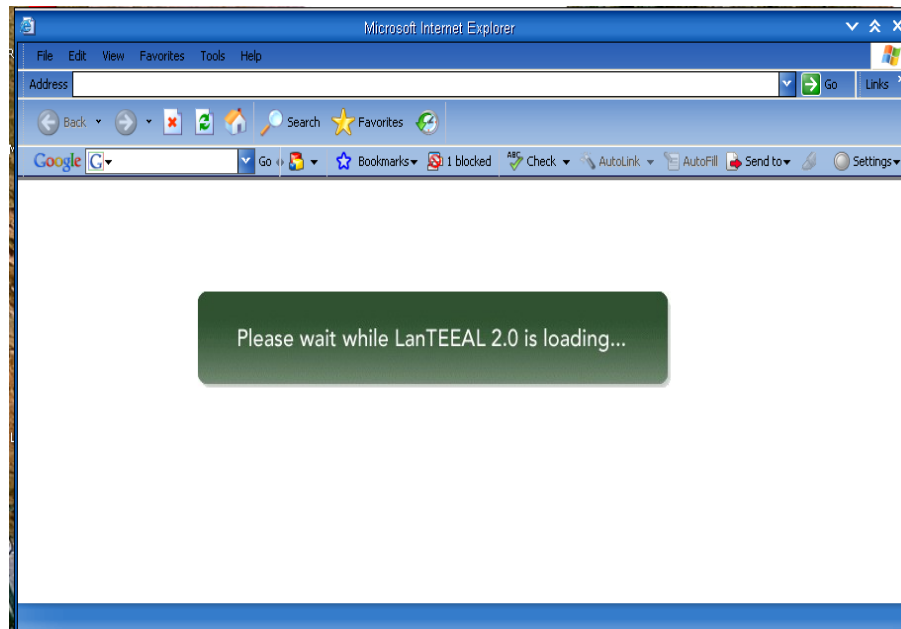 Microsoft Internet Explorer
File Edit View Favorites Tools Help
Address Go Links
Back Search Favorites
Google G Go Bookmarks 1 blocked ABC Check AutoLink AutoFill Send to Settings
Please wait while LanTEEAL 2.0 is loading...